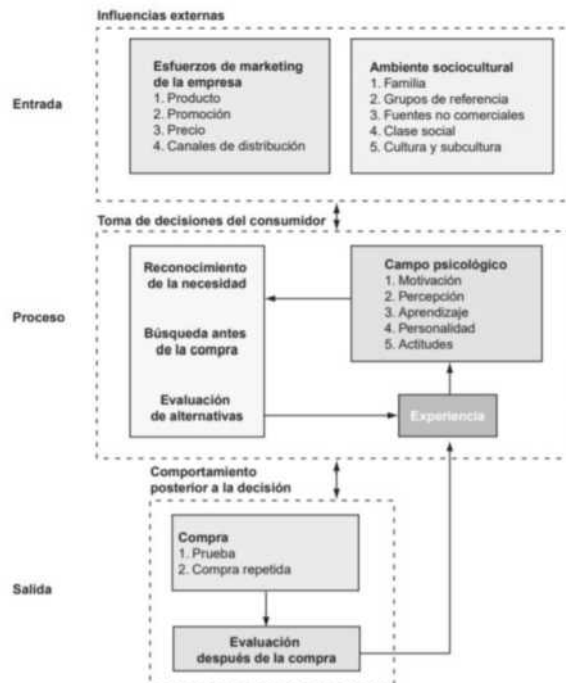 Influencias externas
Entrada
Esfuerzos de marketing
de la empresa
1. Producto
2. Promoción
3. Precio
4. Canales de distribución
Ambiente sociocultural
1. Familia
2. Grupos de referencia
3. Fuentes no comerciales
4. Clase social
5. Cultura y subcultura
Toma de decisiones del consumidor
Proceso
Reconocimiento
de la necesidad
Búsqueda antes
de la compra
Evaluación
de alternativas
Campo psicológico
1. Motivación
2. Percepción
3. Aprendizaje
4. Personalidad
5. Actitudes
Experiencia
Comportamiento
posterior a la decisión
Salida
Compra
1. Prueba
2. Compra repetida
Evaluación
después de la compra